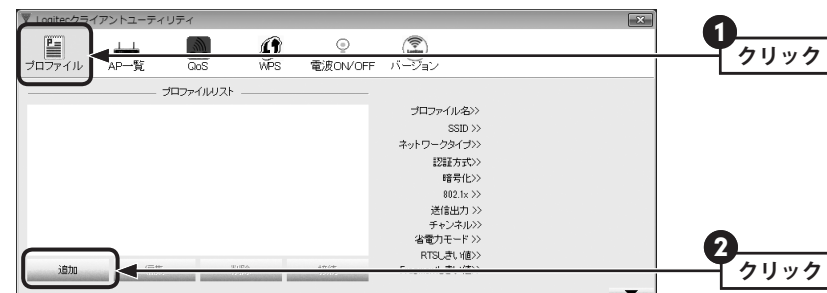 Logitecクライアントユーティリティ
プロファイル
AP一覧
QoS
WPS
電波ON/OFF
バージョン
1
クリック
プロファイルリスト
プロファイル名>>
SSID >>
ネットワークタイプ>>
認証方式>>
暗号化>>
802.1x >>
送信出力 >>
チャンネル>>
省電力モード >>
RTSしきい値>>
追加
2
クリック